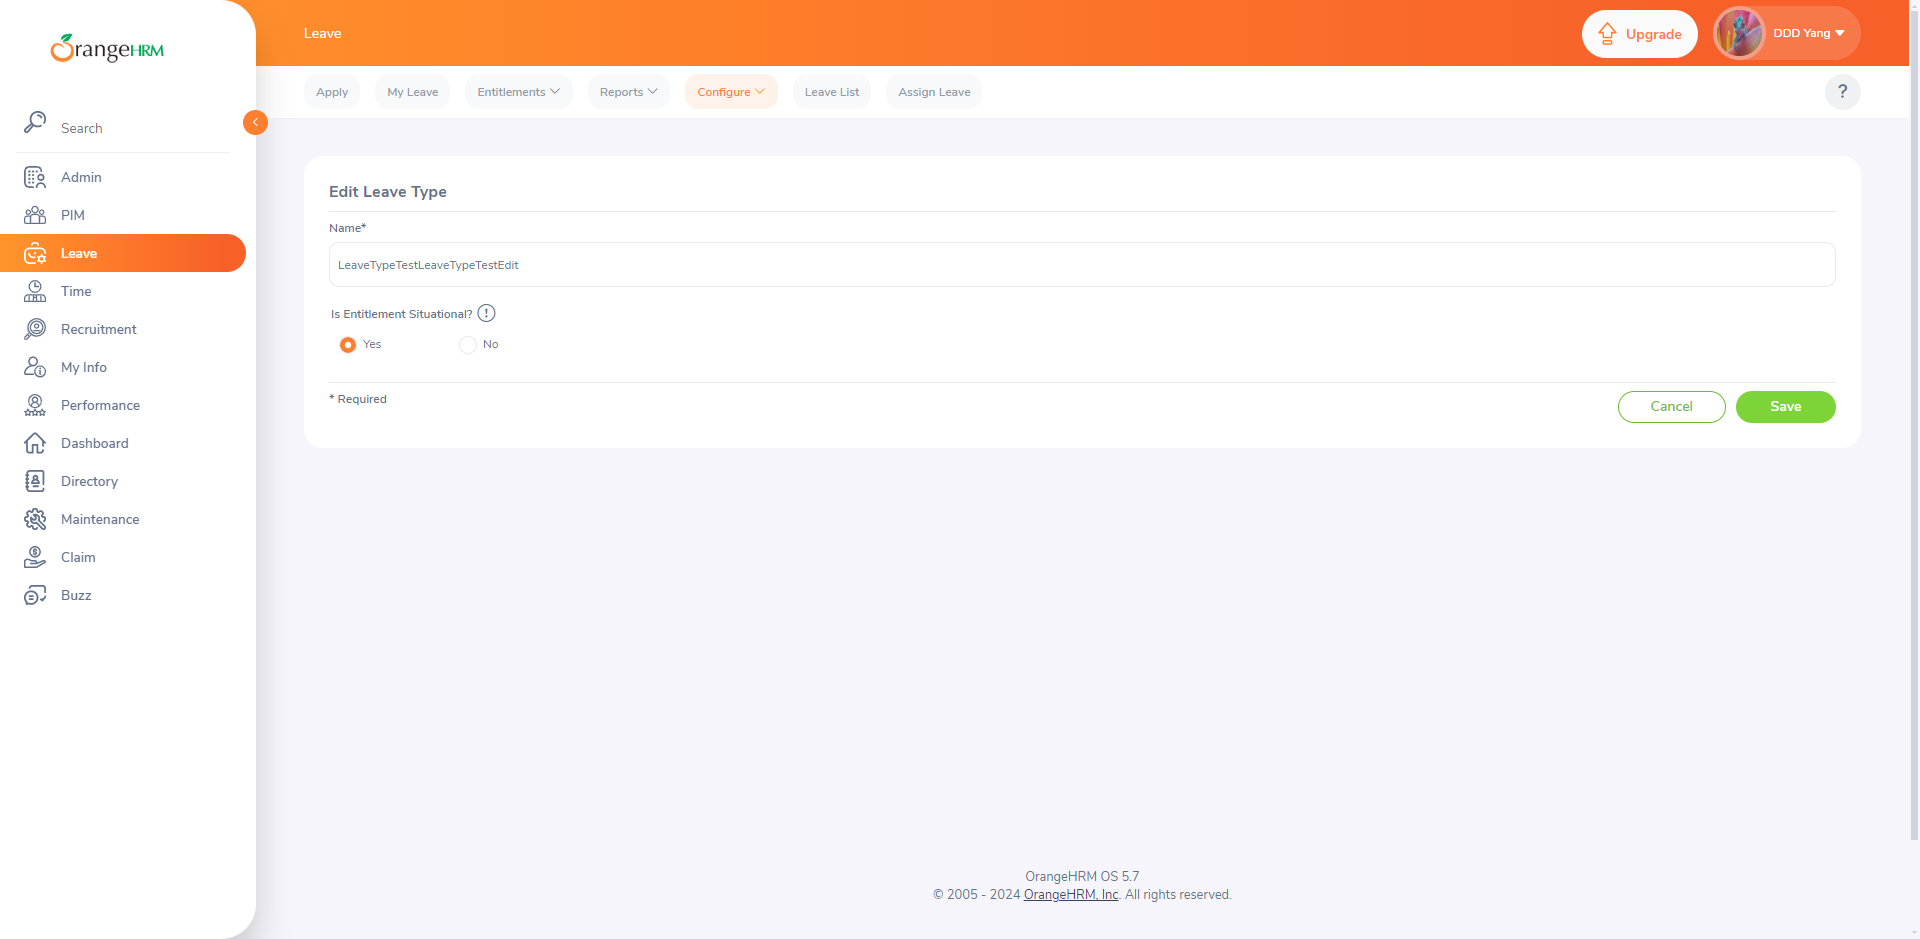 OrangeHRM
Leave
Upgrade
DDD Yang
Apply
My Leave
Entitlements
Reports
Configure
Leave List
Assign Leave
?
Search
Admin
PIM
Leave
Time
Recruitment
My Info
Performance
Dashboard
Directory
Maintenance
Claim
Buzz
Edit Leave Type
Name*
LeaveTypeTestLeaveTypeTestEdit
Is Entitlement Situational?
Yes
No
* Required
Cancel
Save
OrangeHRM OS 5.7
© 2005 - 2024 OrangeHRM, Inc. All rights reserved.